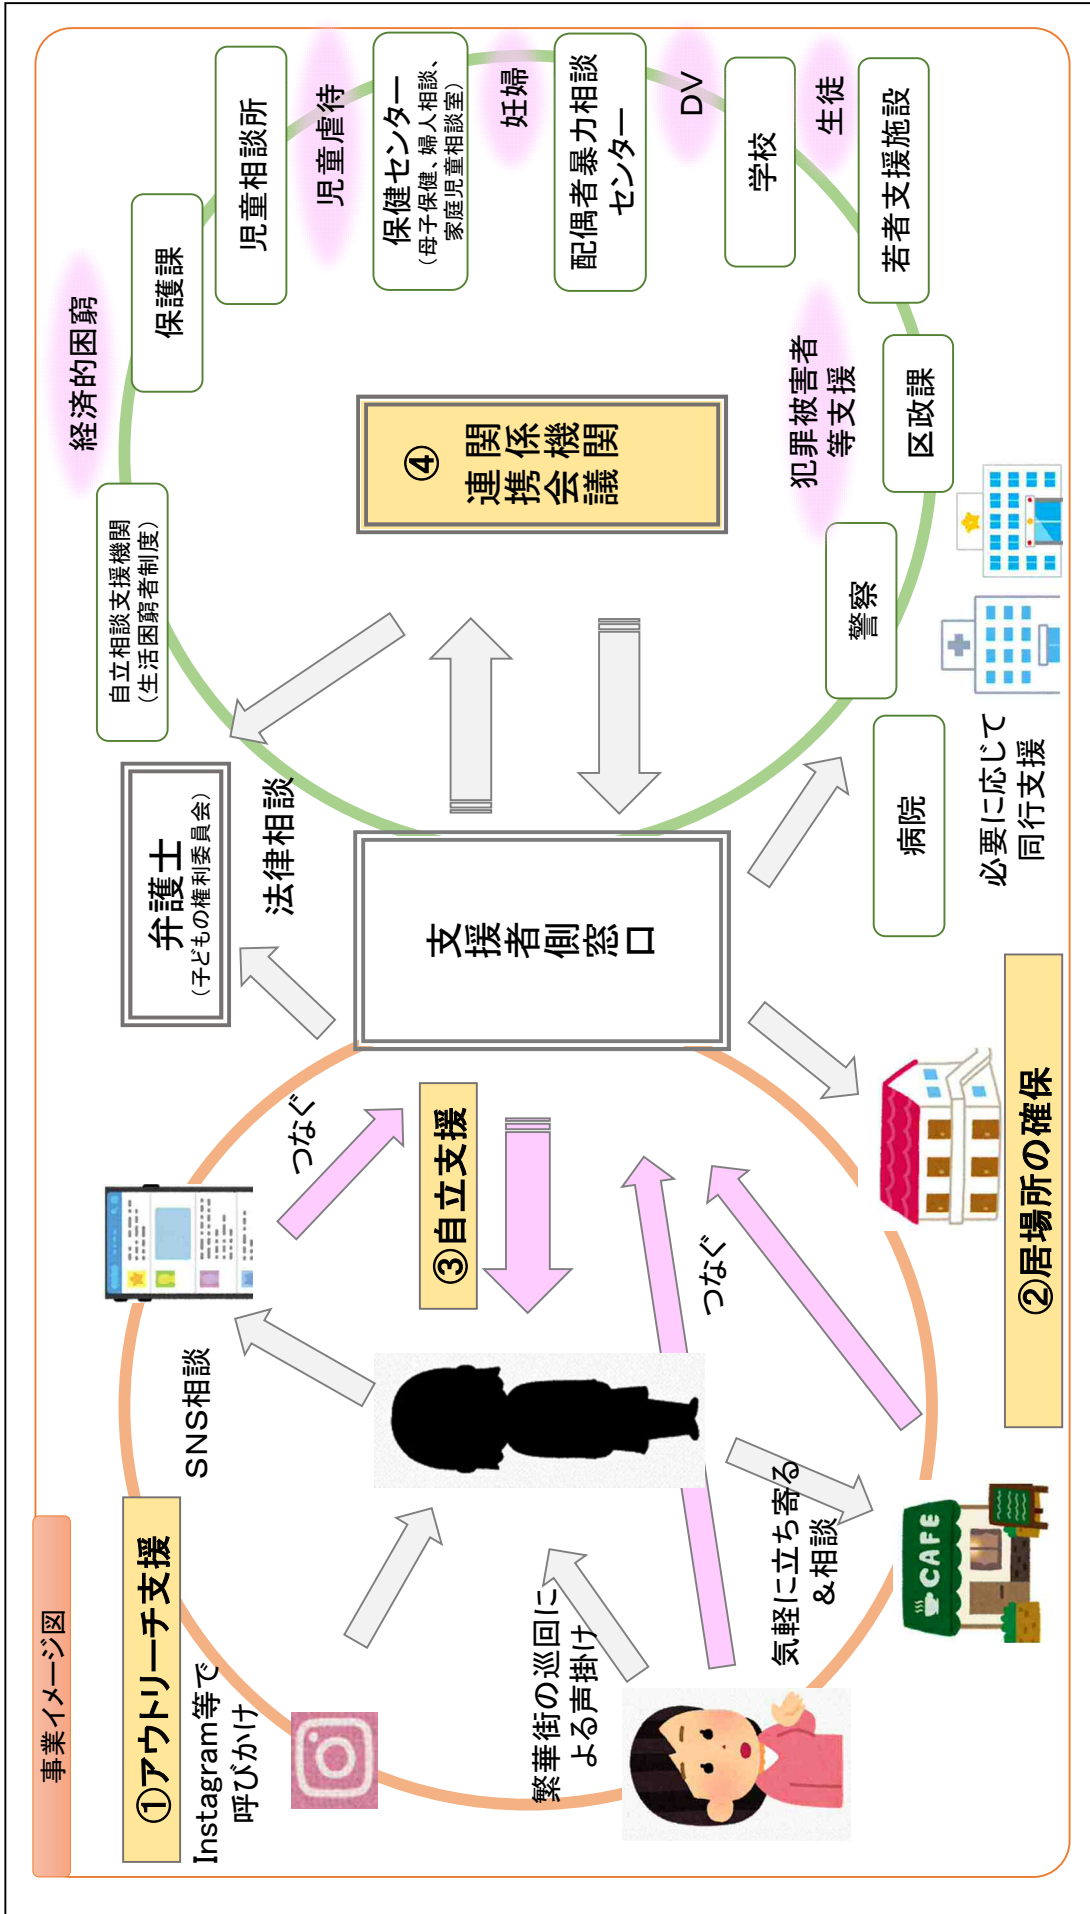 事業イメージ図
①アウトリーチ支援
Instagram等で
呼びかけ
SNS相談
つなぐ
繁華街の巡回に
よる声掛け
気軽に立ち寄る
&相談
CAFE
つなぐ
③自立支援
②居場所の確保
支援者側窓口
弁護士
(子どもの権利委員会)
法律相談
④
関係機関
連携会議
自立相談支援機関
(生活困窮者制度)
経済的困窮
保護課
児童相談所
児童虐待
保健センター
(母子保健、婦人相談、
家庭児童相談室)
妊婦
配偶者暴力相談
センター
DV
学校
生徒
若者支援施設
区政課
犯罪被害者
等支援
警察
病院
必要に応じて
同行支援